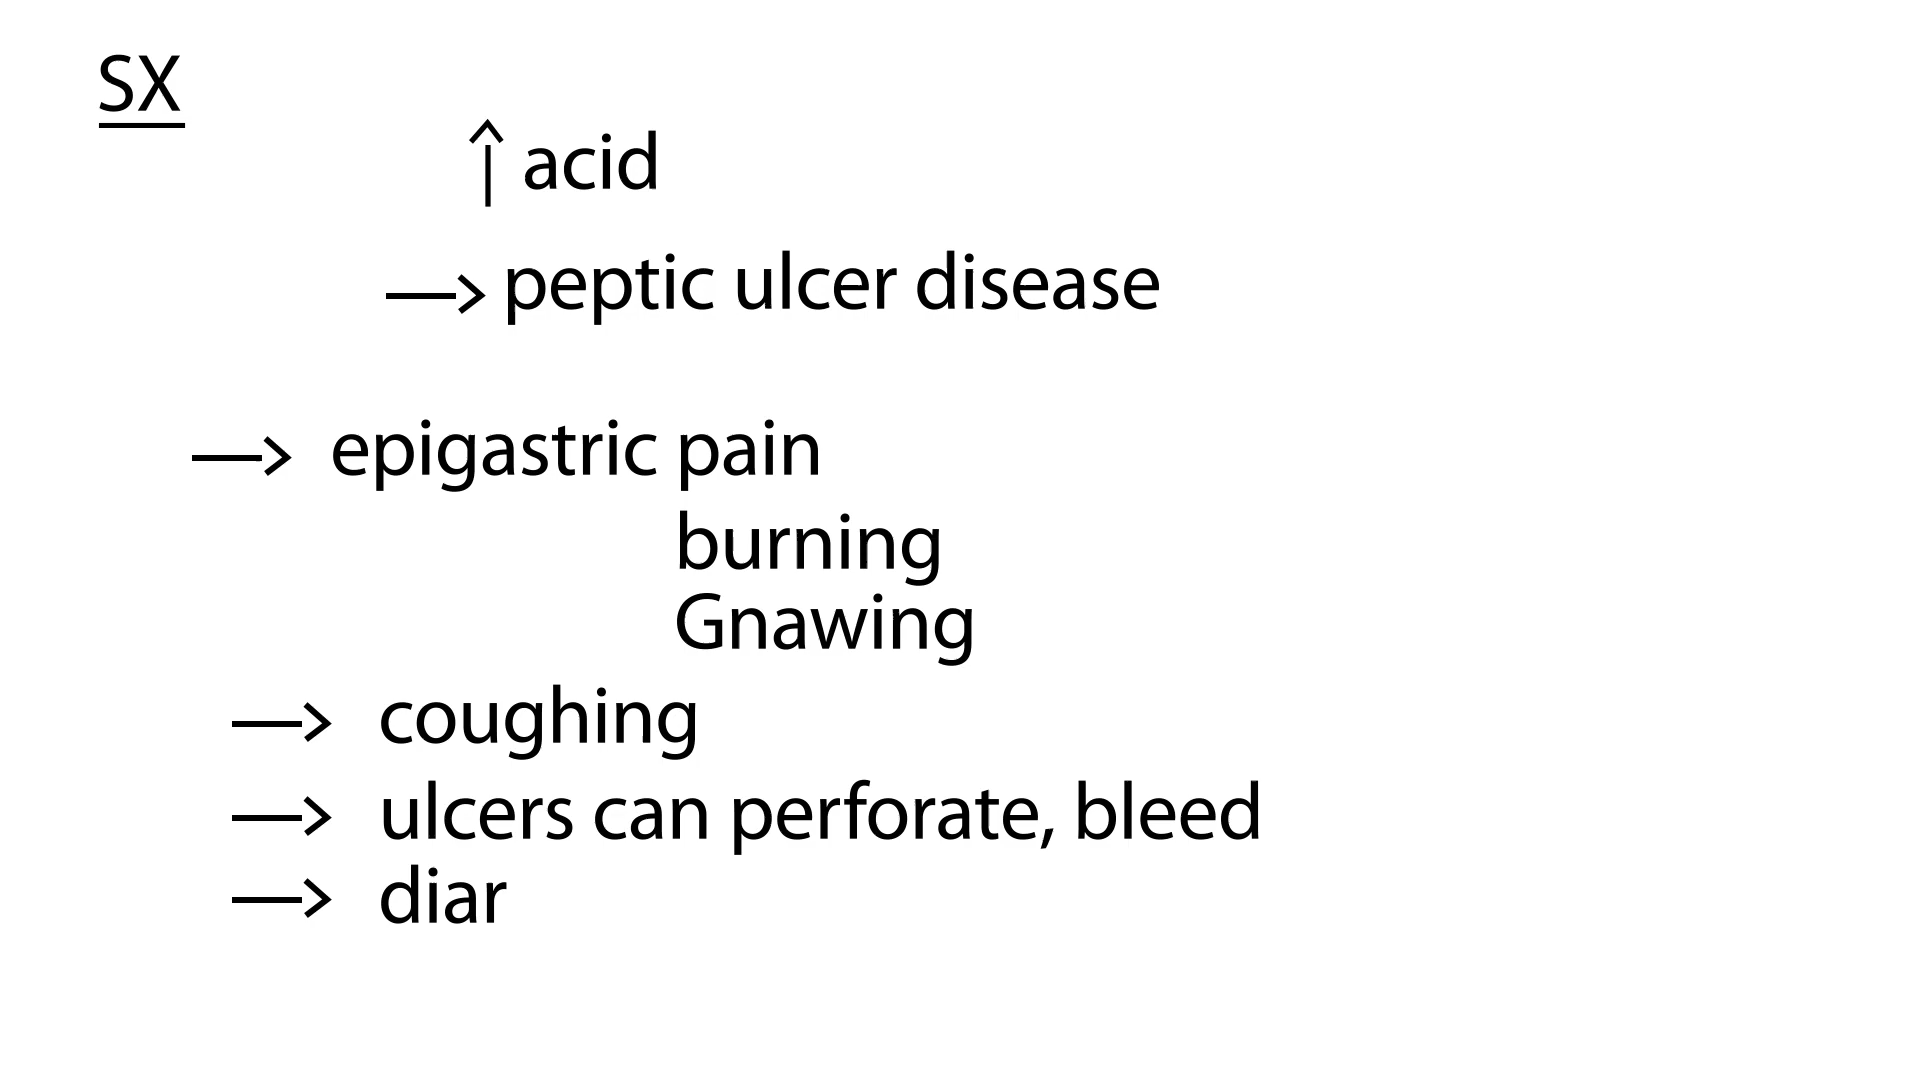 SX
↑ acid
→ peptic ulcer disease
→ epigastric pain
burning
Gnawing
→ coughing
→ ulcers can perforate, bleed
→ diar